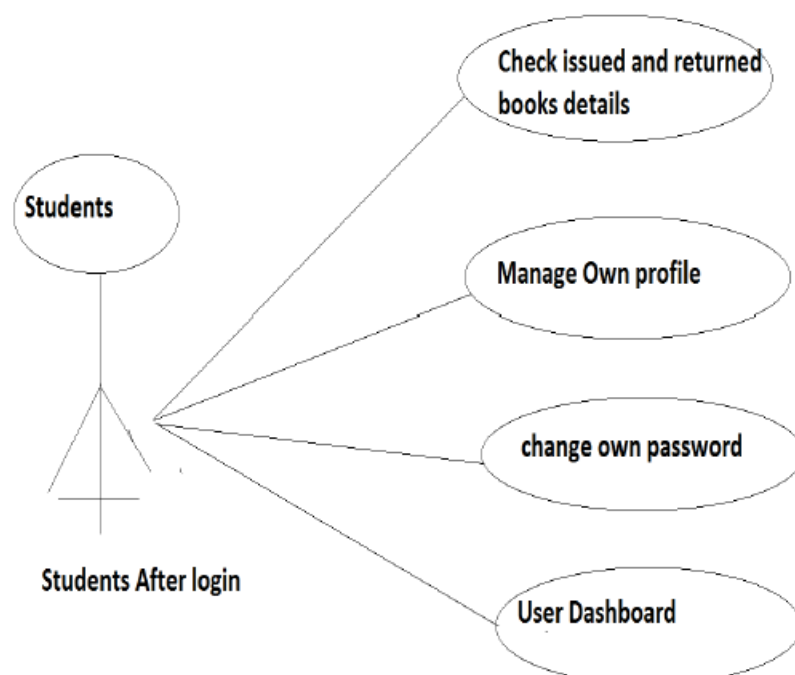 Check issued and returned
books details
Students
Manage Own profile
change own password
Students After login
User Dashboard